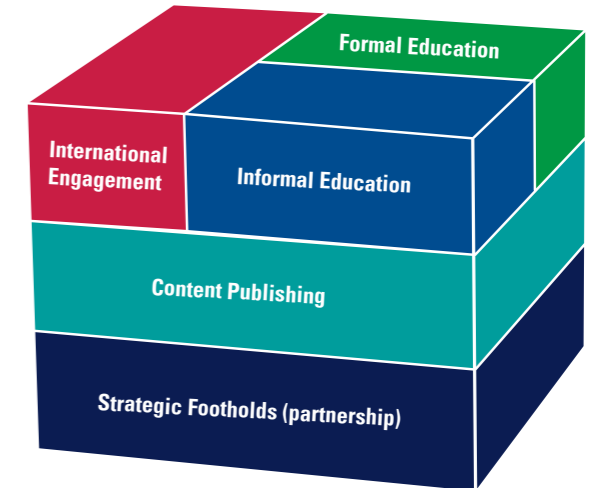 Formal Education
International
Engagement
Informal Education
Content Publishing
Strategic Footholds (partnership)